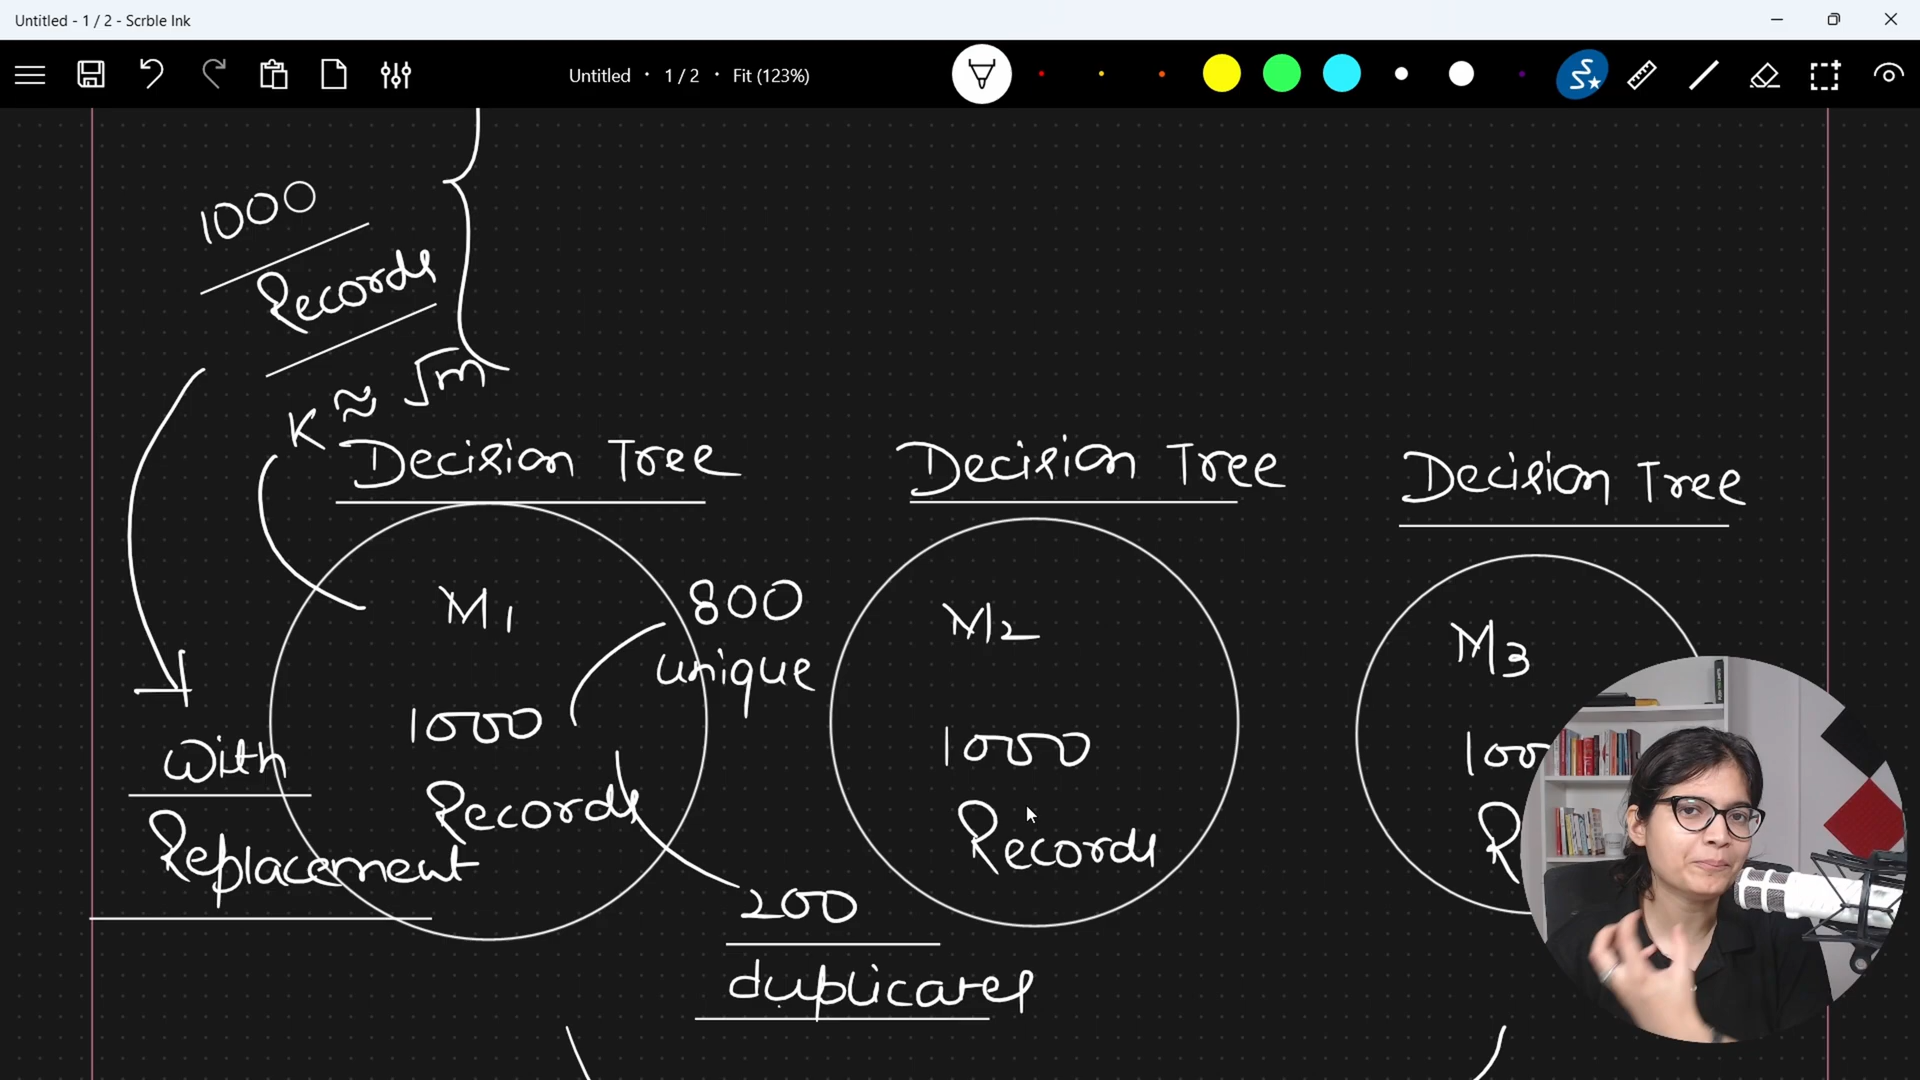 Untitled - 1 / 2 - Scrble Ink
Untitled • 1 / 2 • Fit (123%)
1000
Records
K ≈ √m
Decision Tree
Decision Tree
Decision Tree
M1
800
unique
1000
Records
With
Replacement
200
duplicates
M2
1000
Records
M3